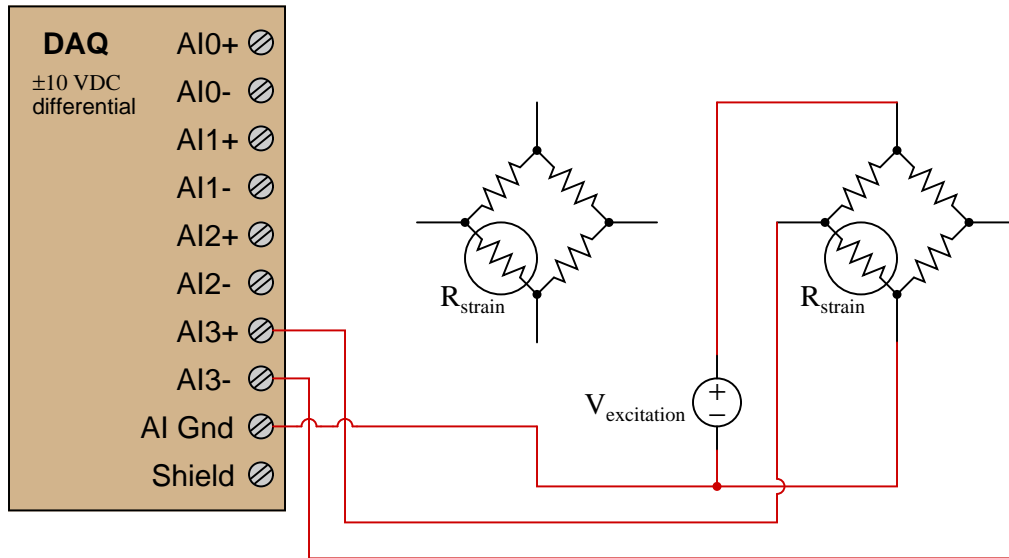 DAQ
±10 VDC
differential
AI0+
AI0-
AI1+
AI1-
AI2+
AI2-
AI3+
AI3-
AI Gnd
Shield
Rstrain
Rstrain
Vexcitation
+
−